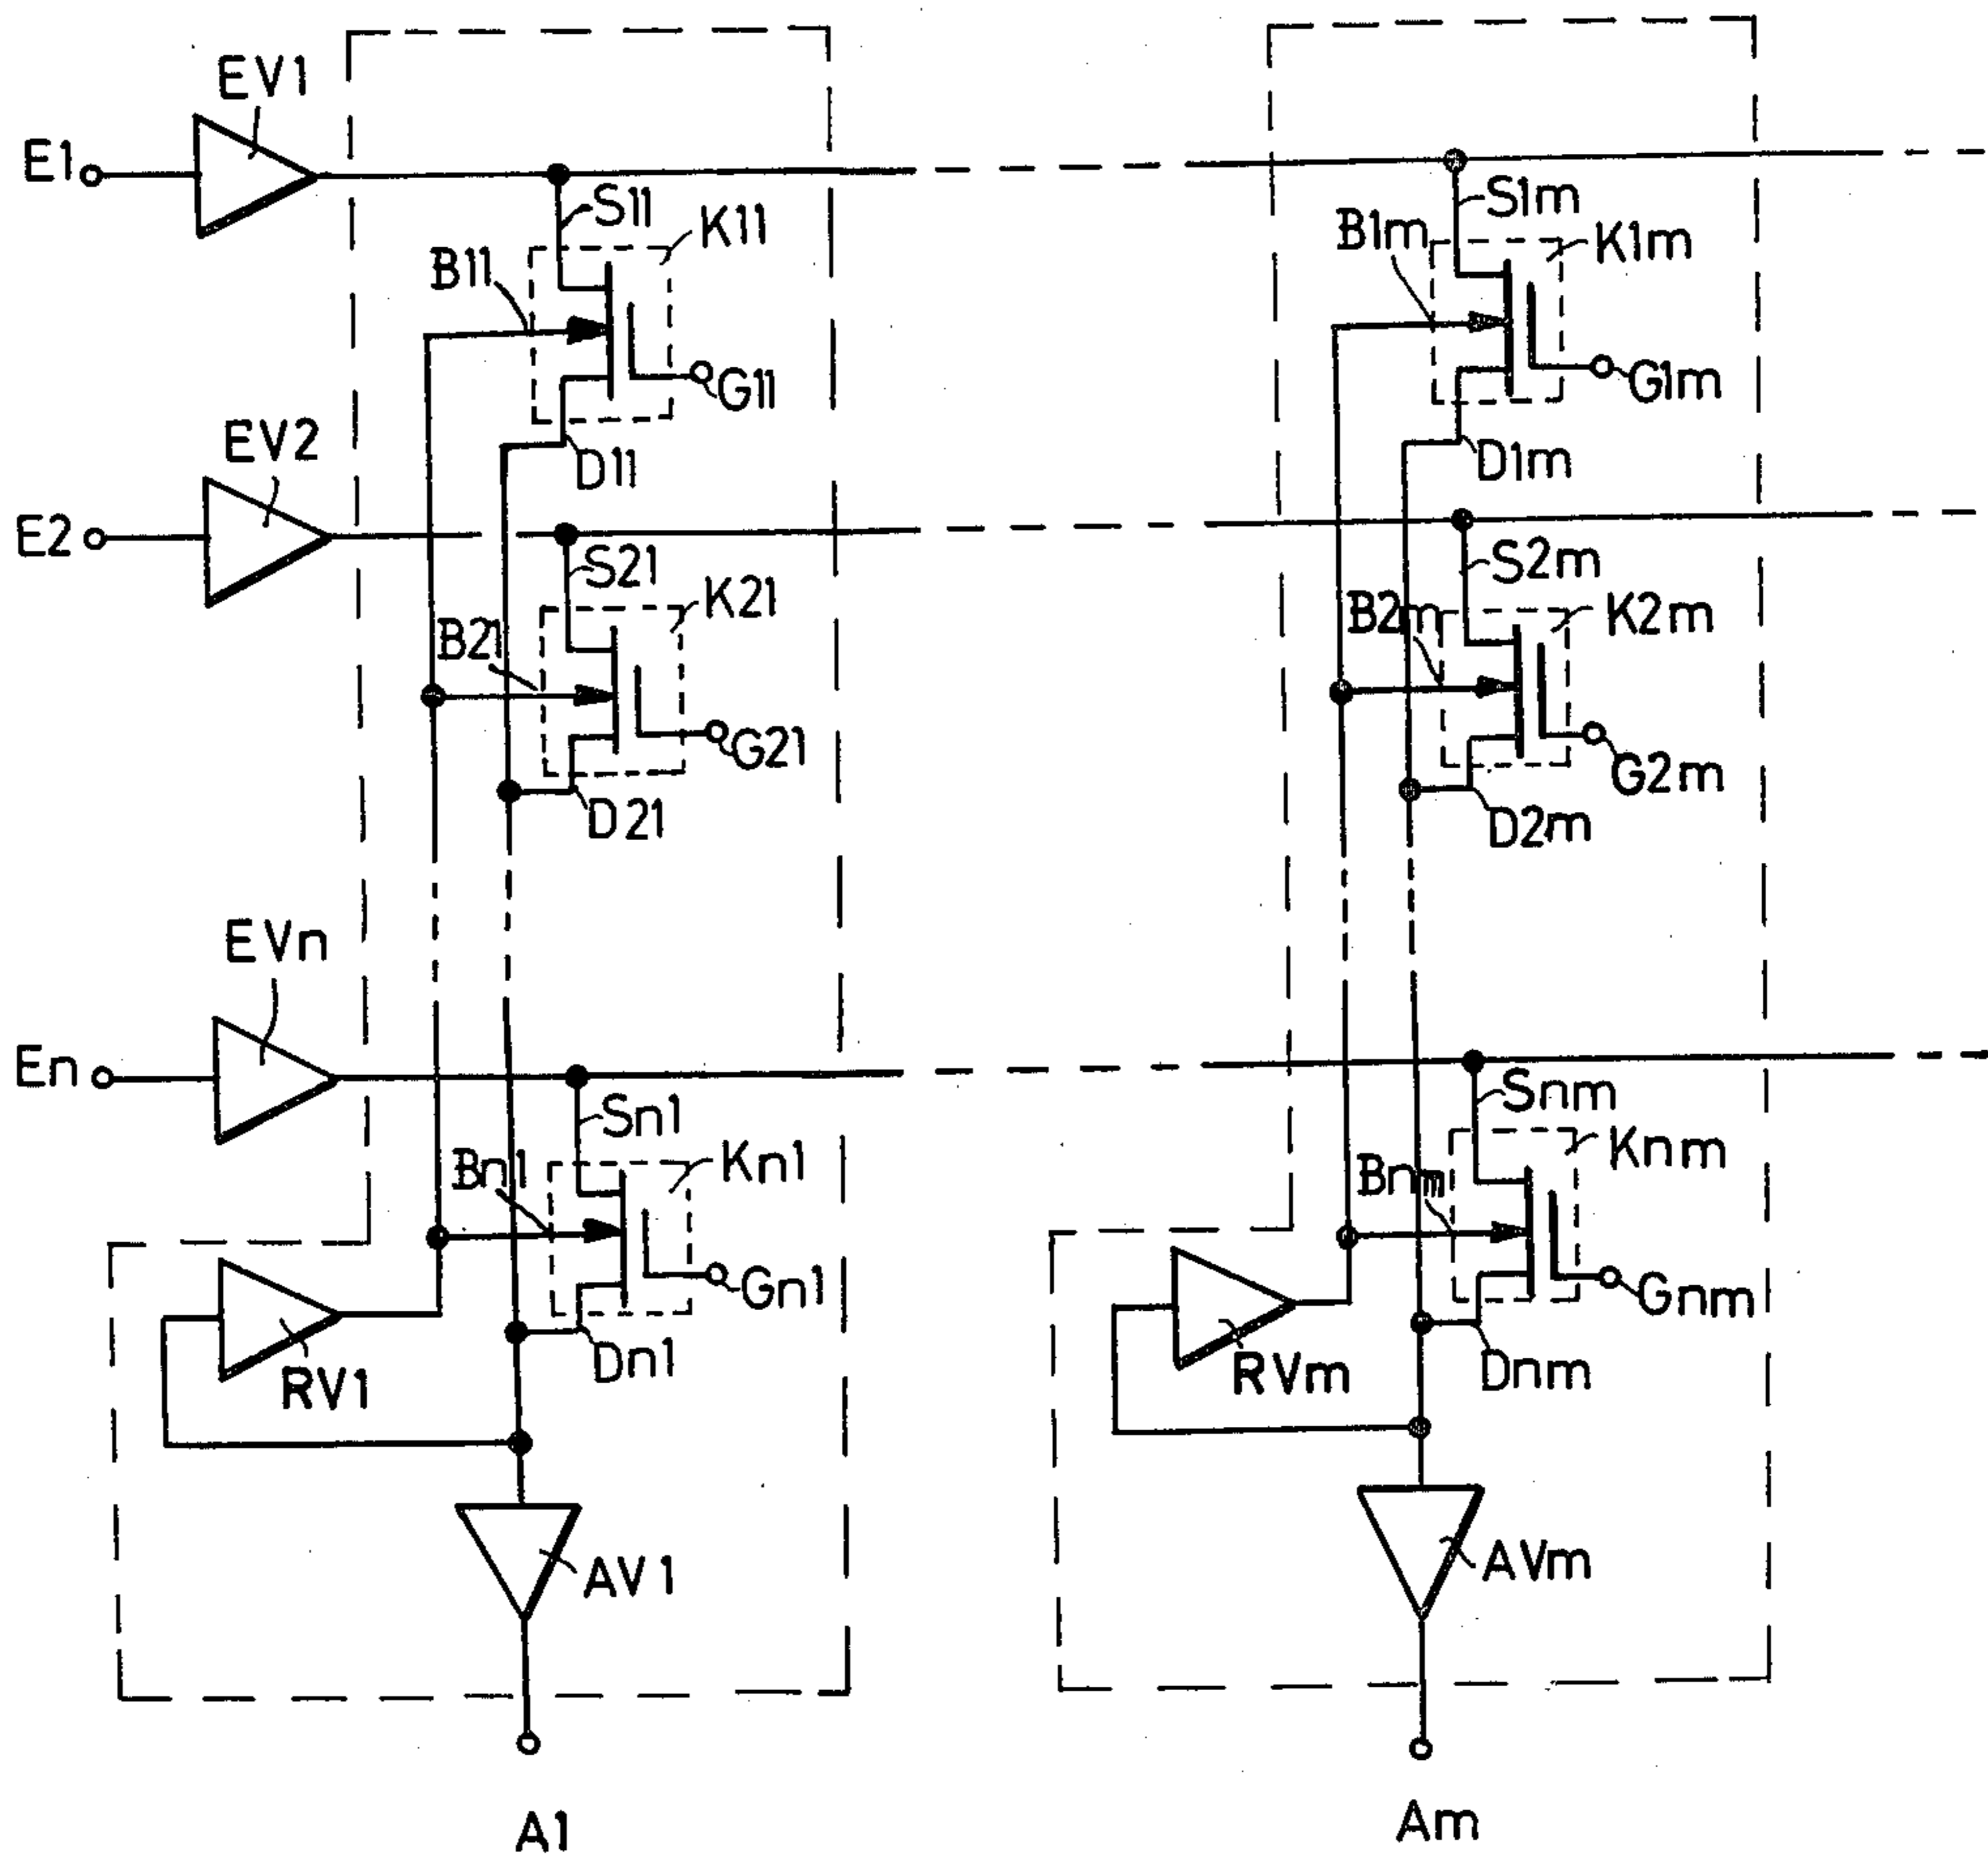 EV1
E1
S11
K11
B11
G11
D11
S1m
B1m
K1m
G1m
D1m
EV2
E2
S21
K21
B21
G21
D21
S2m
B2m
K2m
G2m
D2m
EVn
En
Sn1
Kn1
Bn1
Gn1
Dn1
RV1
AV1
A1
Snm
Knm
Bnm
Gnm
Dnm
RVm
AVm
Am